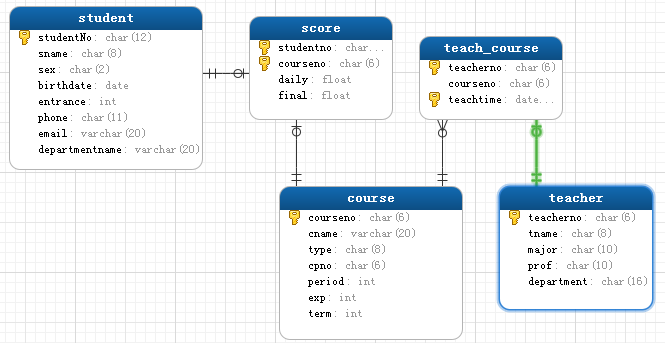 student
studentNo: char(12)
sname: char(8)
sex: char(2)
birthdate: date
entrance: int
phone: char(11)
email: varchar(20)
departmentname: varchar(20)
score
studentno: char...
courseno: char(6)
daily: float
final: float
teach_course
teacherno: char(6)
courseno: char(6)
teachtime: date...
course
courseno: char(6)
cname: varchar(20)
type: char(8)
cpno: char(6)
period: int
exp: int
term: int
teacher
teacherno: char(6)
tname: char(8)
major: char(10)
prof: char(10)
department: char(16)